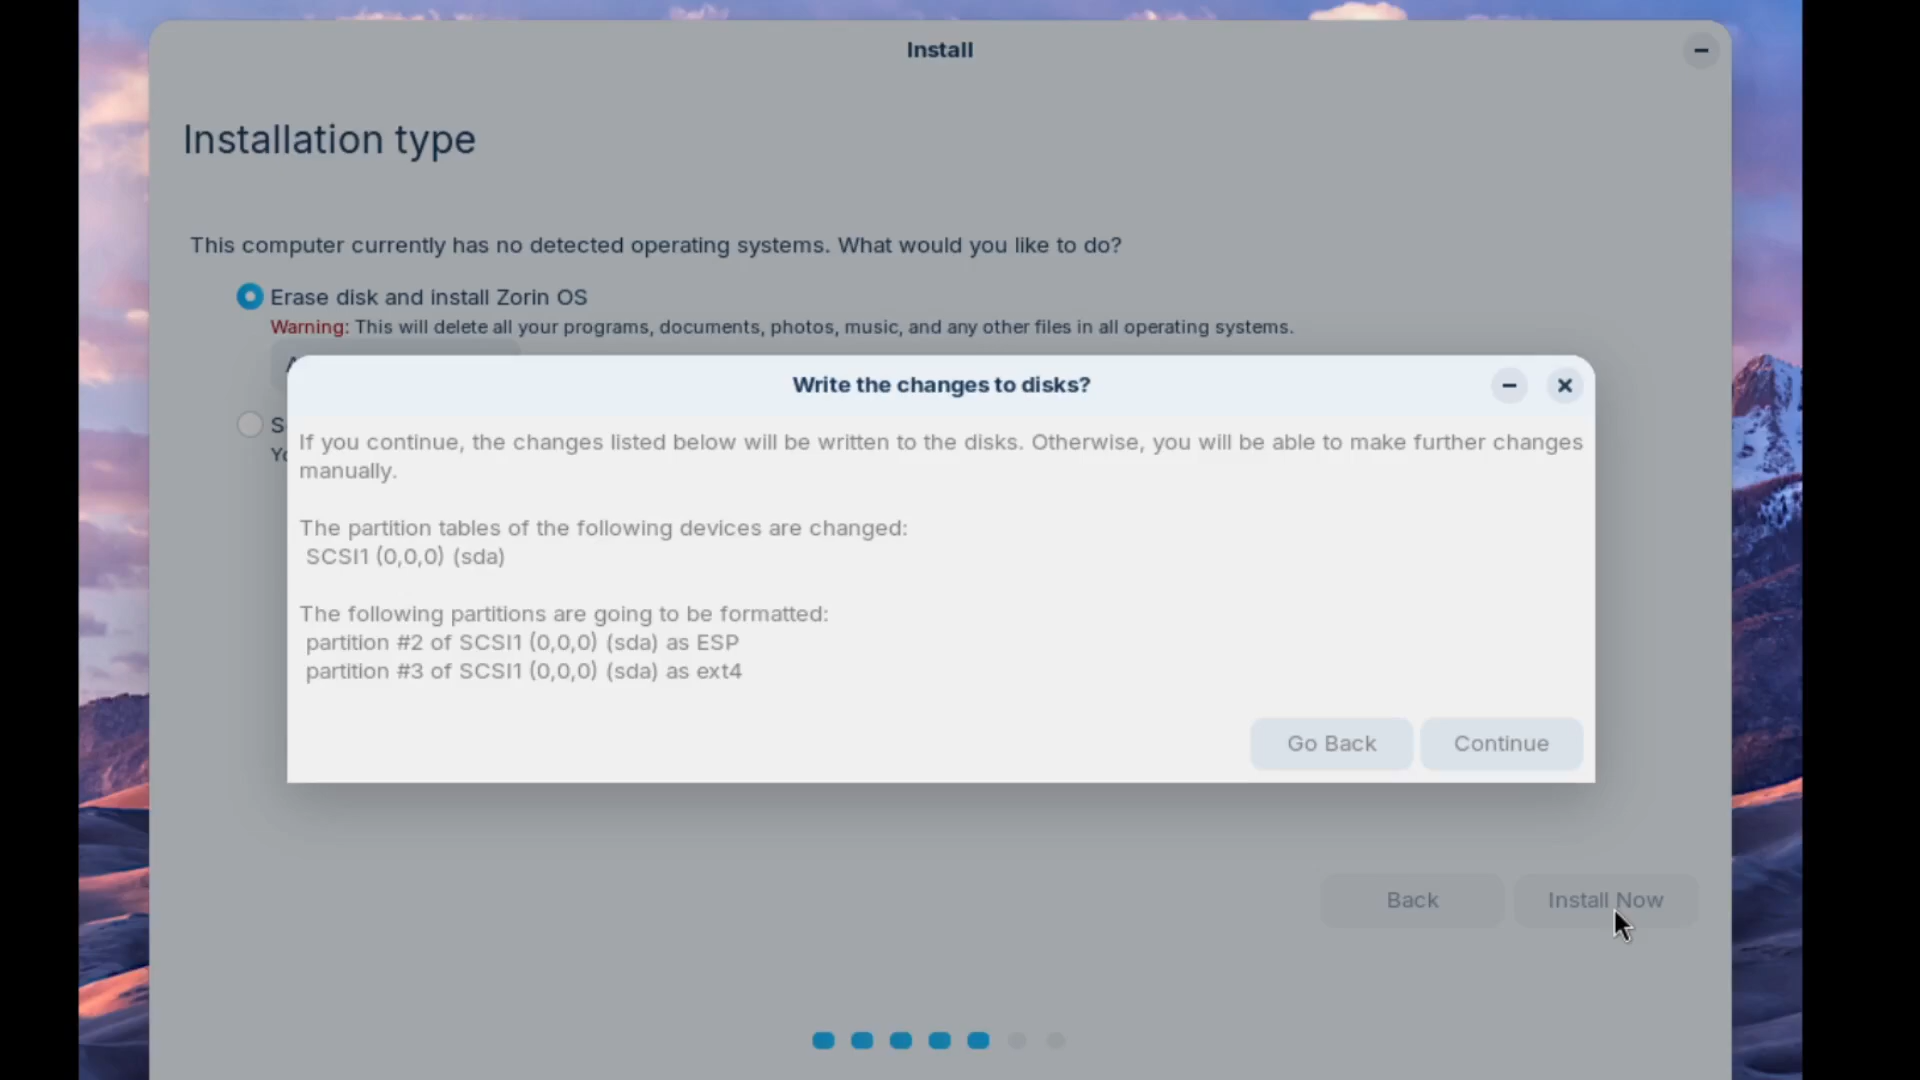 Install
Installation type
This computer currently has no detected operating systems. What would you like to do?
Erase disk and install Zorin OS
Warning: This will delete all your programs, documents, photos, music, and any other files in all operating systems.
Write the changes to disks?
If you continue, the changes listed below will be written to the disks. Otherwise, you will be able to make further changes
manually.
The partition tables of the following devices are changed:
SCSI1 (0,0,0) (sda)
The following partitions are going to be formatted:
partition #2 of SCSI1 (0,0,0) (sda) as ESP
partition #3 of SCSI1 (0,0,0) (sda) as ext4
Go Back Continue
Back Install Now